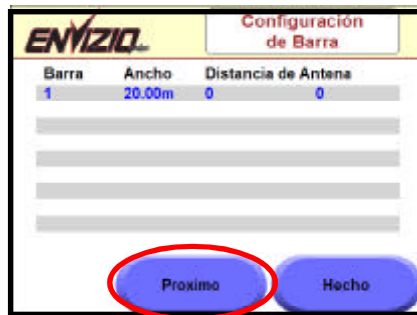 ENVIZIO
Configuración
de Barra
Barra Ancho Distancia de Antena
1 20.00m 0 0
Proximo Hecho